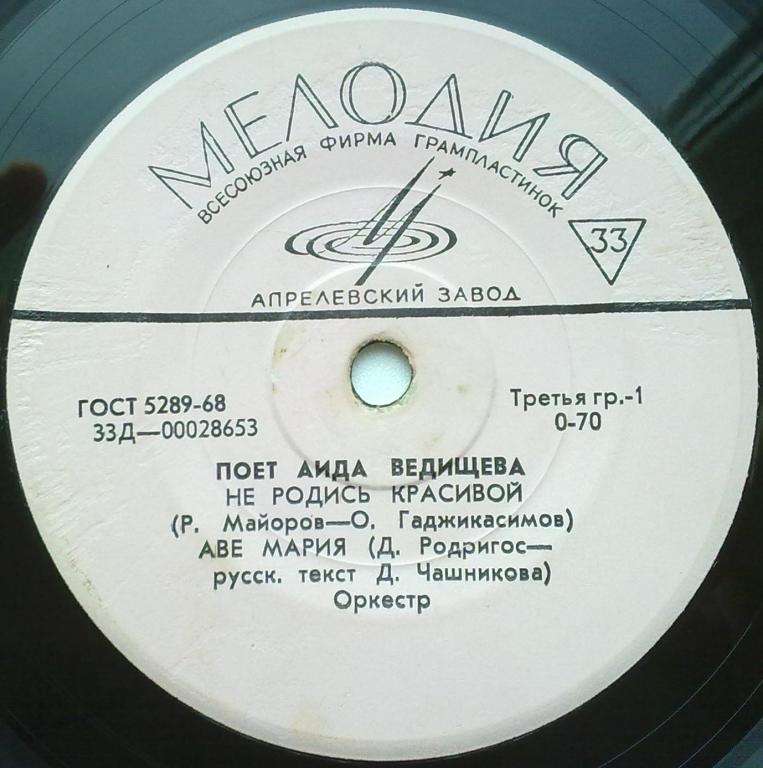 МЕЛОДИЯ
ВСЕСОЮЗНАЯ ФИРМА ГРАМПЛАСТИНОК
33
АПРЕЛЕВСКИЙ ЗАВОД
ГОСТ 5289-68
33Д—00028653
Третья гр.-1
0-70
ПОЕТ АИДА ВЕДИЩЕВА
НЕ РОДИСЬ КРАСИВОЙ
(Р. Майоров—О. Гаджикасимов)
АВЕ МАРИЯ (Д. Родригос—
русск. текст Д. Чашникова)
Оркестр